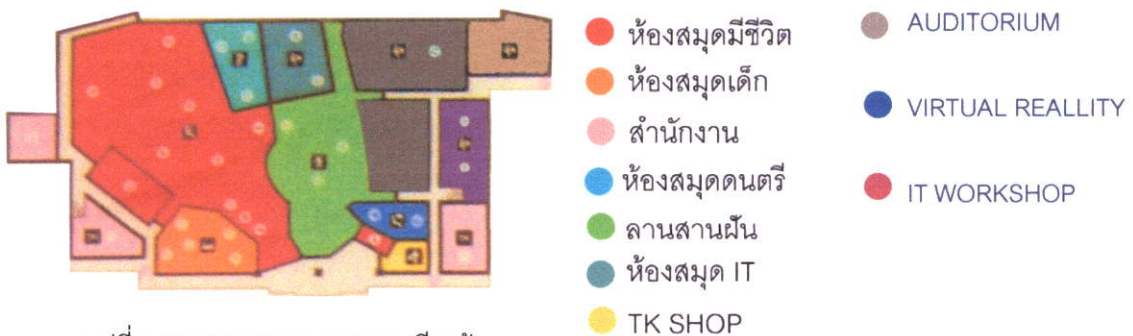 ห้องสมุดมีชีวิต
ห้องสมุดเด็ก
สำนักงาน
ห้องสมุดดนตรี
ลานสานฝัน
ห้องสมุด IT
TK SHOP
AUDITORIUM
VIRTUAL REALLITY
IT WORKSHOP